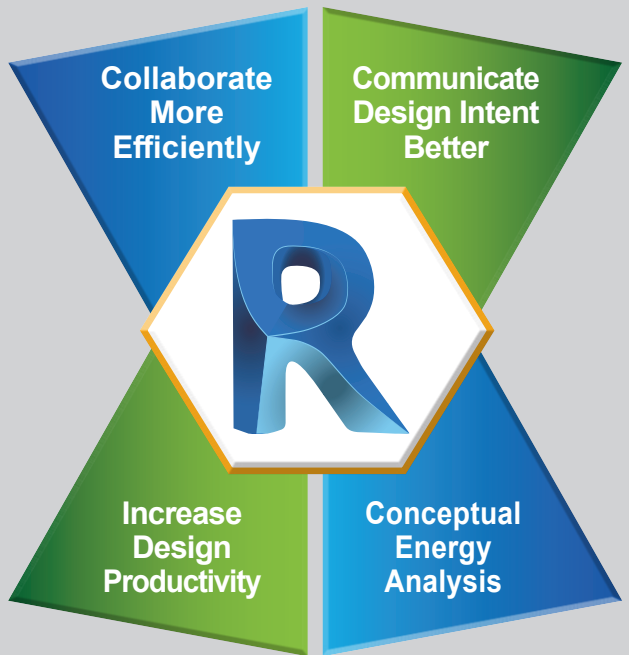 Collaborate
More
Efficiently
Communicate
Design Intent
Better
R
Increase
Design
Productivity
Conceptual
Energy
Analysis